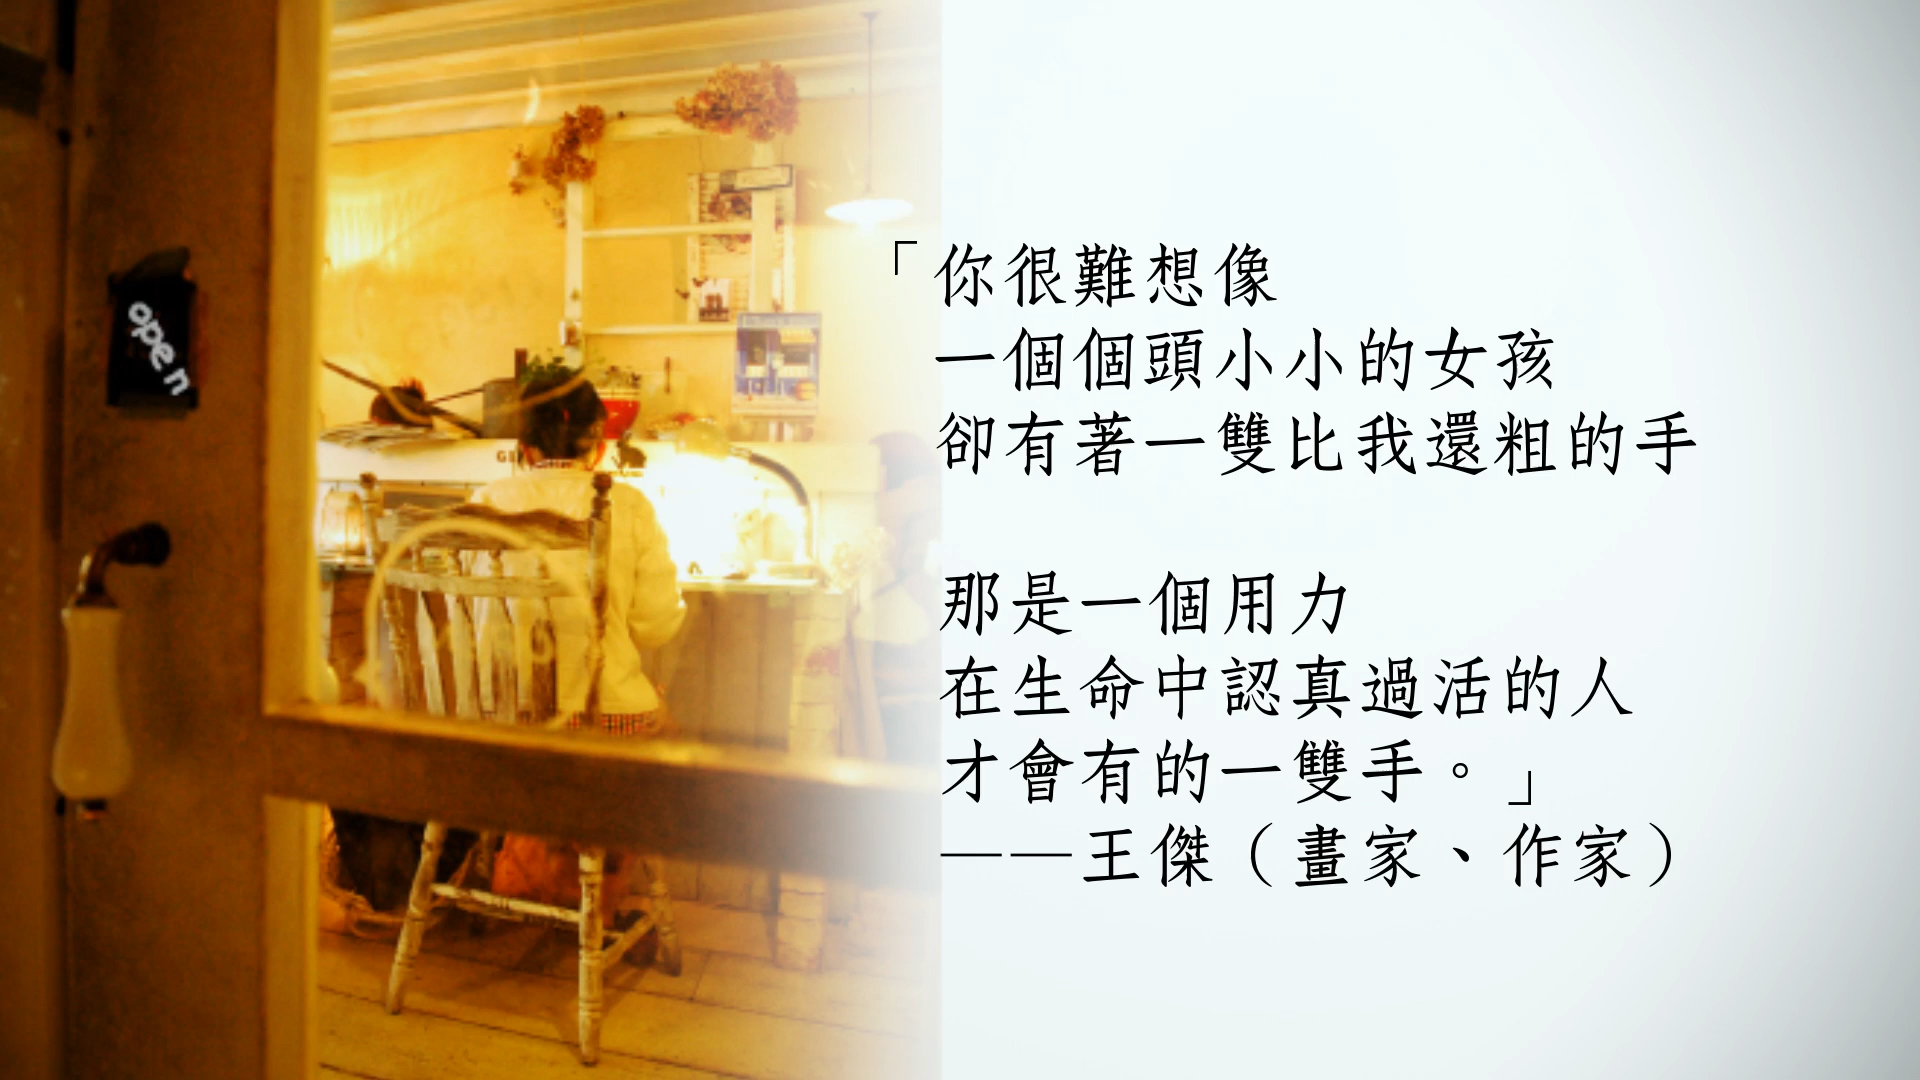 open
「你很難想像
一個個頭小小的女孩
卻有著一雙比我還粗的手
那是一個用力
在生命中認真過活的人
才會有的一雙手。」
——王傑（畫家、作家）